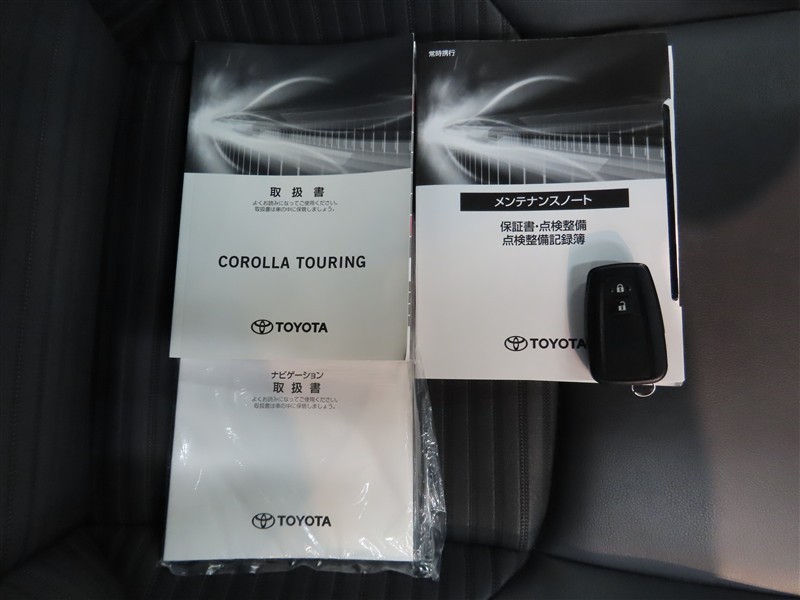 取扱書
よくお読みになってご使用ください。
取扱書は車の中に保管しましょう。
COROLLA TOURING
TOYOTA
常時携行
メンテナンスノート
保証書・点検整備
点検整備記録簿
TOYOTA
ナビゲーション
取扱書
よくお読みになってご使用ください。
取扱書は車の中に保管しましょう。
TOYOTA